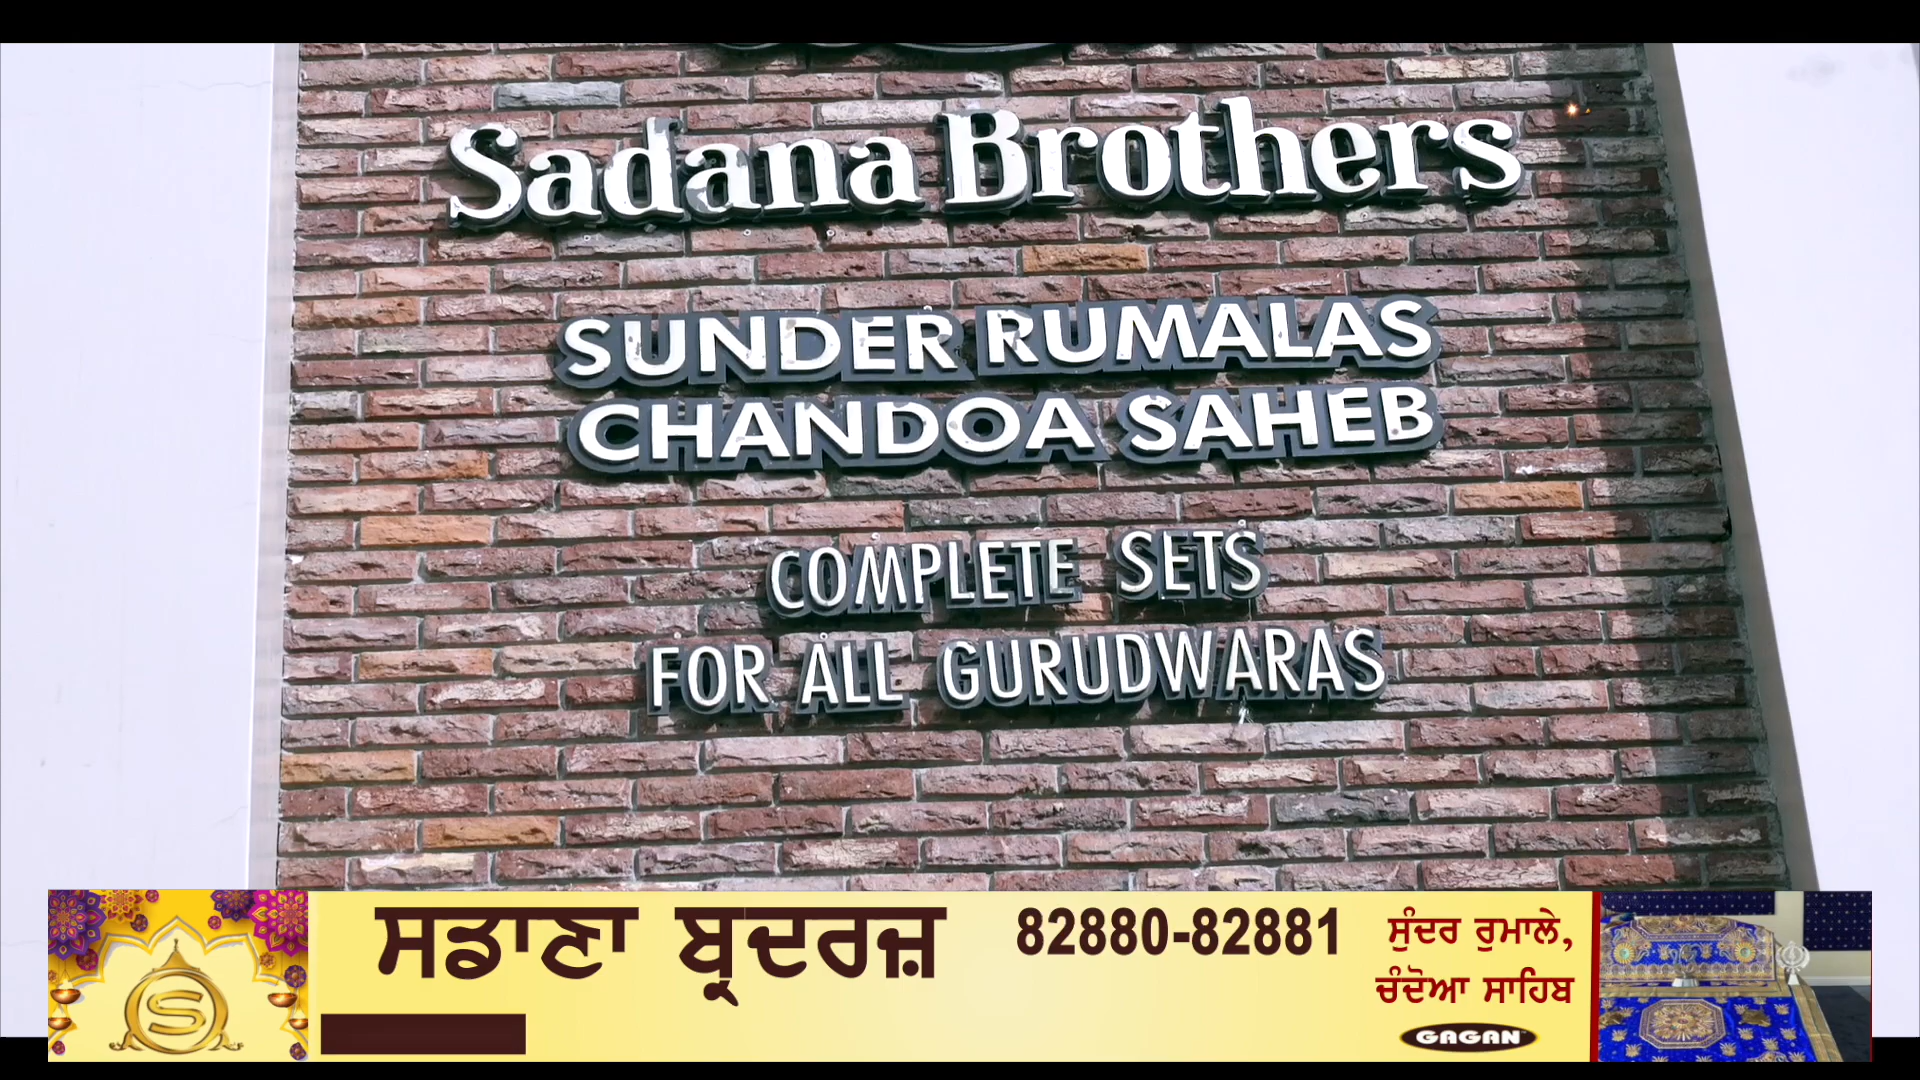 Sadana Brothers
SUNDER RUMALAS
CHANDOA SAHEB
COMPLETE SETS
FOR ALL GURUDWARAS
ਸਡਾਣਾ ਬ੍ਰਦਰਜ਼
82880-82881
ਸੁੰਦਰ ਰੁਮਾਲੇ,
ਚੰਦੋਆ ਸਾਹਿਬ
GAGAN
S